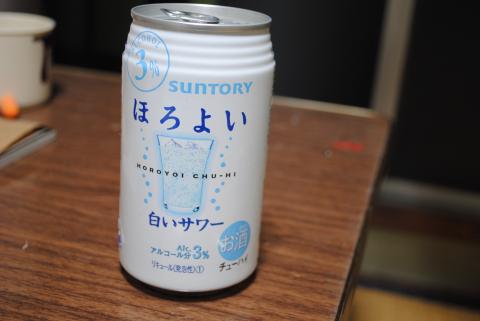 3%
SUNTORY
ほろよい
HOROYOI CHU-HI
白いサワー
Alc.
アルコール分3%
お酒
チューハイ
リキュール(発泡性)①